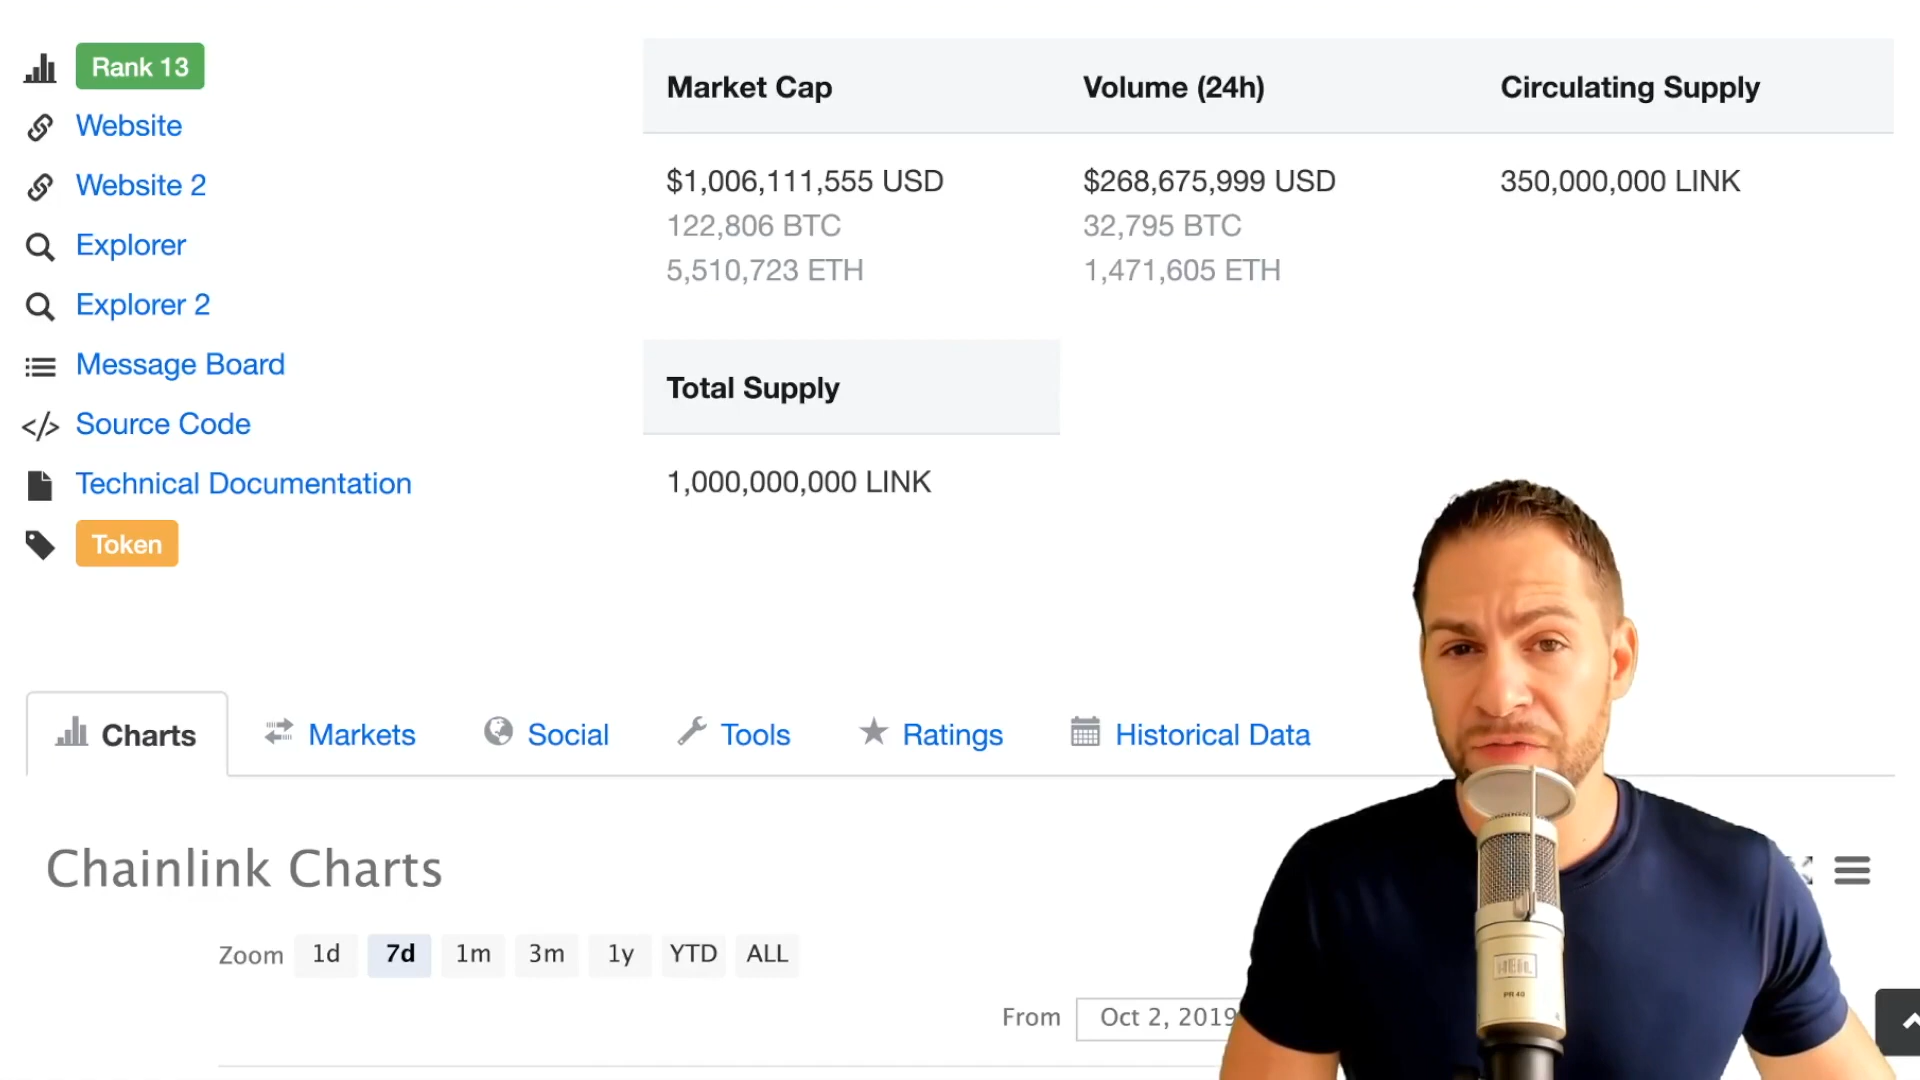 Rank 13
Website
Website 2
Explorer
Explorer 2
Message Board
Source Code
Technical Documentation
Token
Market Cap Volume (24h) Circulating Supply
$1,006,111,555 USD $268,675,999 USD 350,000,000 LINK
122,806 BTC 32,795 BTC
5,510,723 ETH 1,471,605 ETH
Total Supply
1,000,000,000 LINK
Charts Markets Social Tools Ratings Historical Data
Chainlink Charts
Zoom 1d 7d 1m 3m 1y YTD ALL
From Oct 2, 2019
HEIL
PR 40